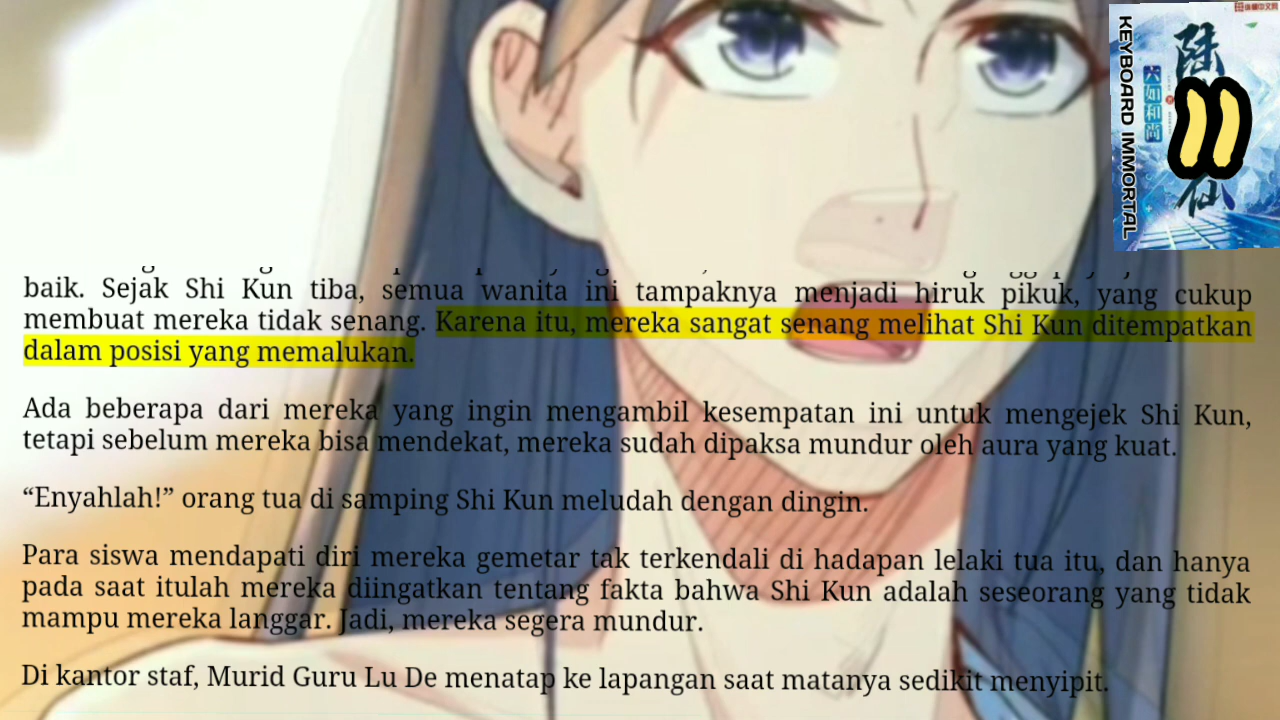 baik. Sejak Shi Kun tiba, semua wanita ini tampaknya menjadi hiruk pikuk, yang cukup
membuat mereka tidak senang. Karena itu, mereka sangat senang melihat Shi Kun ditempatkan
dalam posisi yang memalukan.
Ada beberapa dari mereka yang ingin mengambil kesempatan ini untuk mengejek Shi Kun,
tetapi sebelum mereka bisa mendekat, mereka sudah dipaksa mundur oleh aura yang kuat.
“Enyahlah!” orang tua di samping Shi Kun meludah dengan dingin.
Para siswa mendapati diri mereka gemetar tak terkendali di hadapan lelaki tua itu, dan hanya
pada saat itulah mereka diingatkan tentang fakta bahwa Shi Kun adalah seseorang yang tidak
mampu mereka langgar. Jadi, mereka segera mundur.
Di kantor staf, Murid Guru Lu De menatap ke lapangan saat matanya sedikit menyipit.
KEYBOARD IMMORTAL
陆
仙
六如和尚